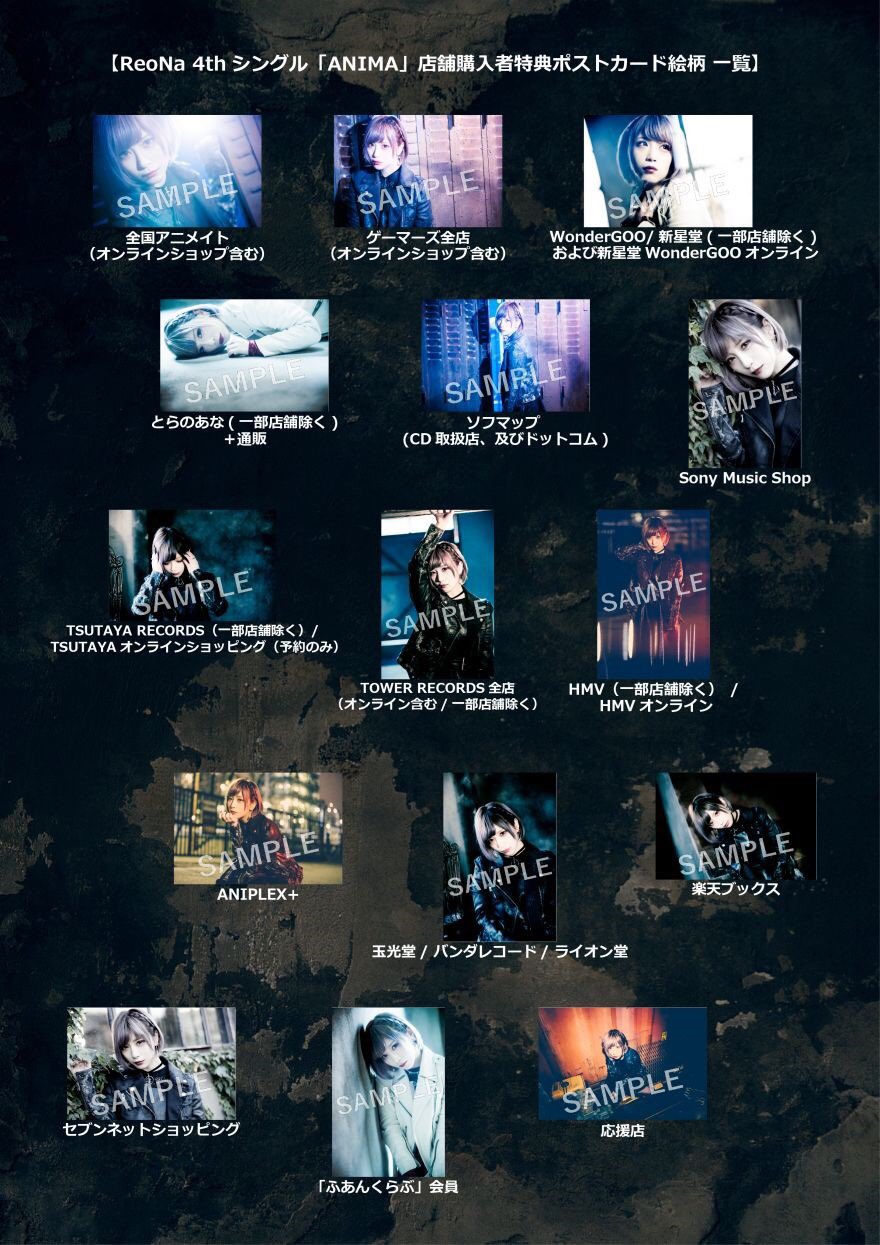 【ReoNa 4th シングル「ANIMA」店舗購入者特典ポストカード絵柄 一覧】
SAMPLE
SAMPLE
SAMPLE
全国アニメイト
（オンラインショップ含む）
ゲーマーズ全店
（オンラインショップ含む）
WonderGOO/ 新星堂 ( 一部店舗除く )
および新星堂 WonderGOO オンライン
SAMPLE
SAMPLE
SAMPLE
とらのあな ( 一部店舗除く )
＋通販
ソフマップ
(CD 取扱店、及びドットコム )
Sony Music Shop
SAMPLE
SAMPLE
SAMPLE
TSUTAYA RECORDS（一部店舗除く）/
TSUTAYA オンラインショッピング（予約のみ）
TOWER RECORDS 全店
（オンライン含む / 一部店舗除く）
HMV（一部店舗除く） /
HMV オンライン
SAMPLE
SAMPLE
SAMPLE
ANIPLEX+
玉光堂 / バンダレコード / ライオン堂
楽天ブックス
SAMPLE
SAMPLE
SAMPLE
セブンネットショッピング
「ふあんくらぶ」会員
応援店